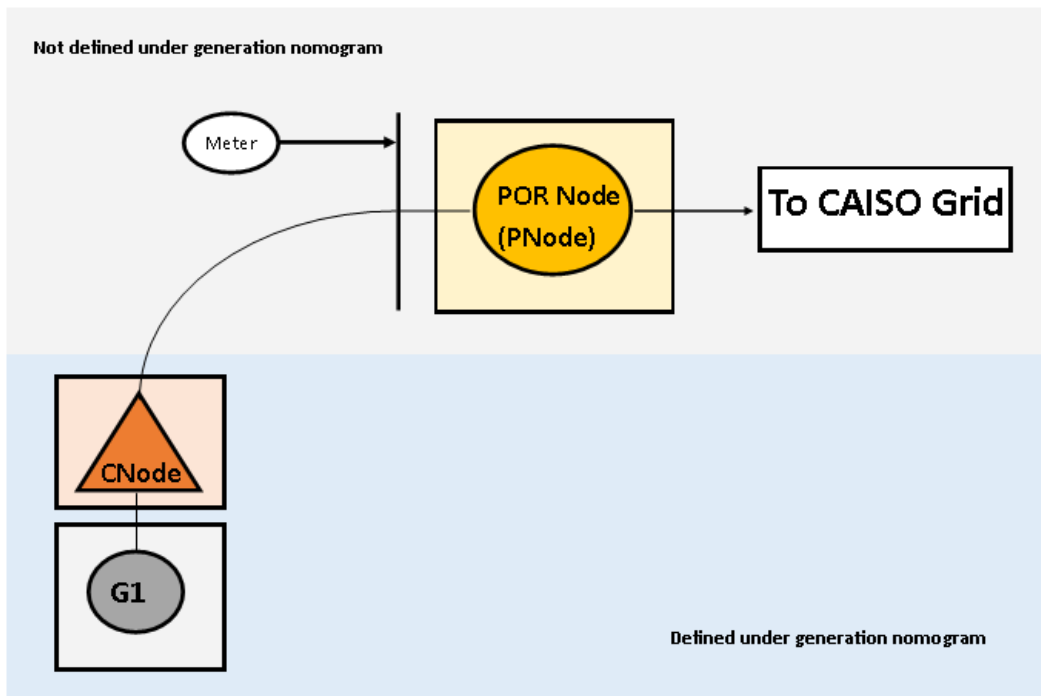 Not defined under generation nomogram
Meter
POR Node
(PNode)
To CAISO Grid
CNode
G1
Defined under generation nomogram